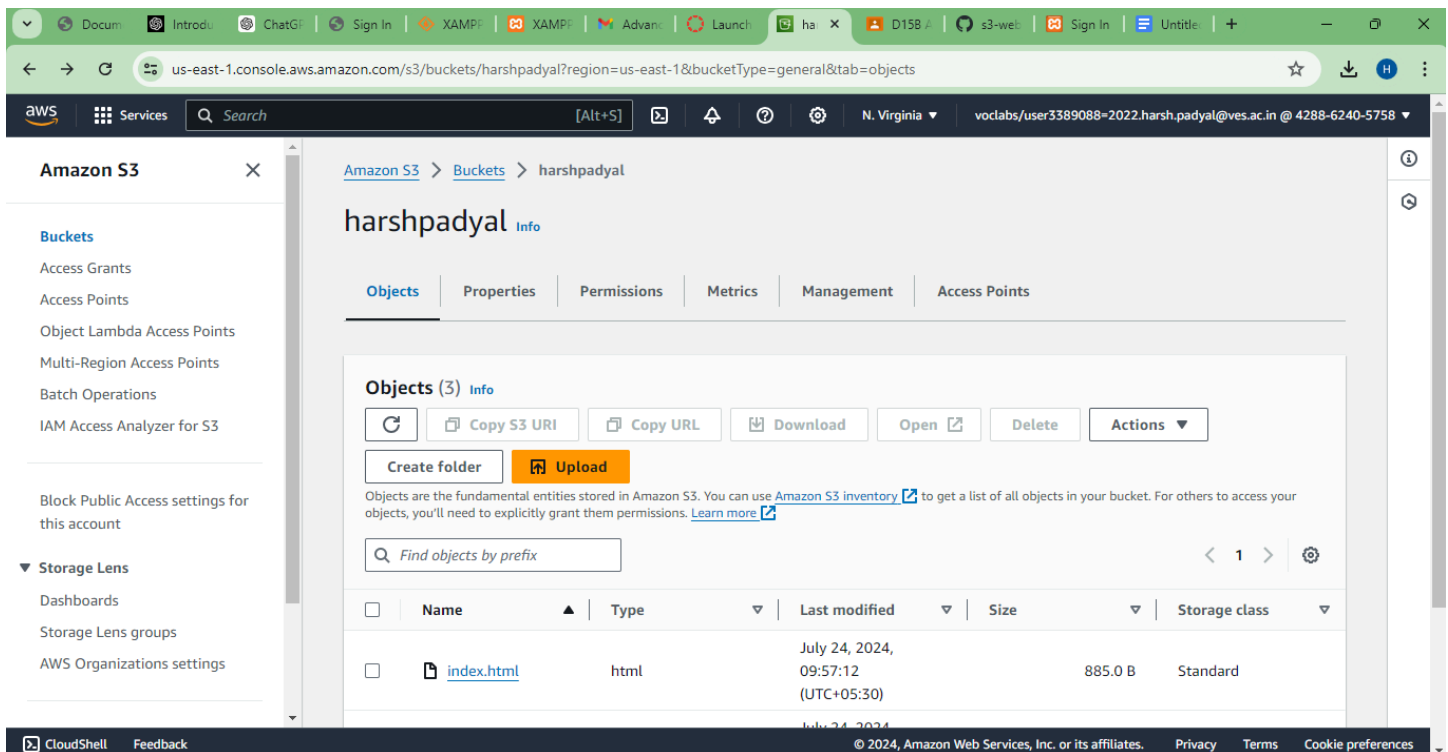 Docum Introdu ChatGP Sign In XAMPP XAMPP Advanc Launch har D15B A s3-web Sign In Untitled
us-east-1.console.aws.amazon.com/s3/buckets/harshpadyal?region=us-east-1&bucketType=general&tab=objects H
aws Services Search [Alt+S] N. Virginia ▼ voclabs/user3389088=2022.harsh.padyal@ves.ac.in @ 4288-6240-5758 ▼
Amazon S3
Buckets
Access Grants
Access Points
Object Lambda Access Points
Multi-Region Access Points
Batch Operations
IAM Access Analyzer for S3
Block Public Access settings for
this account
Storage Lens
Dashboards
Storage Lens groups
AWS Organizations settings
Amazon S3 > Buckets > harshpadyal
harshpadyal Info
Objects Properties Permissions Metrics Management Access Points
Objects (3) Info
Copy S3 URI Copy URL Download Open Delete Actions ▼
Create folder Upload
Objects are the fundamental entities stored in Amazon S3. You can use Amazon S3 inventory to get a list of all objects in your bucket. For others to access your
objects, you'll need to explicitly grant them permissions. Learn more
Find objects by prefix < 1 >
Name Type Last modified Size Storage class
July 24, 2024,
index.html html 09:57:12 885.0 B Standard
(UTC+05:30)
July 24, 2024,
CloudShell Feedback © 2024, Amazon Web Services, Inc. or its affiliates. Privacy Terms Cookie preferences